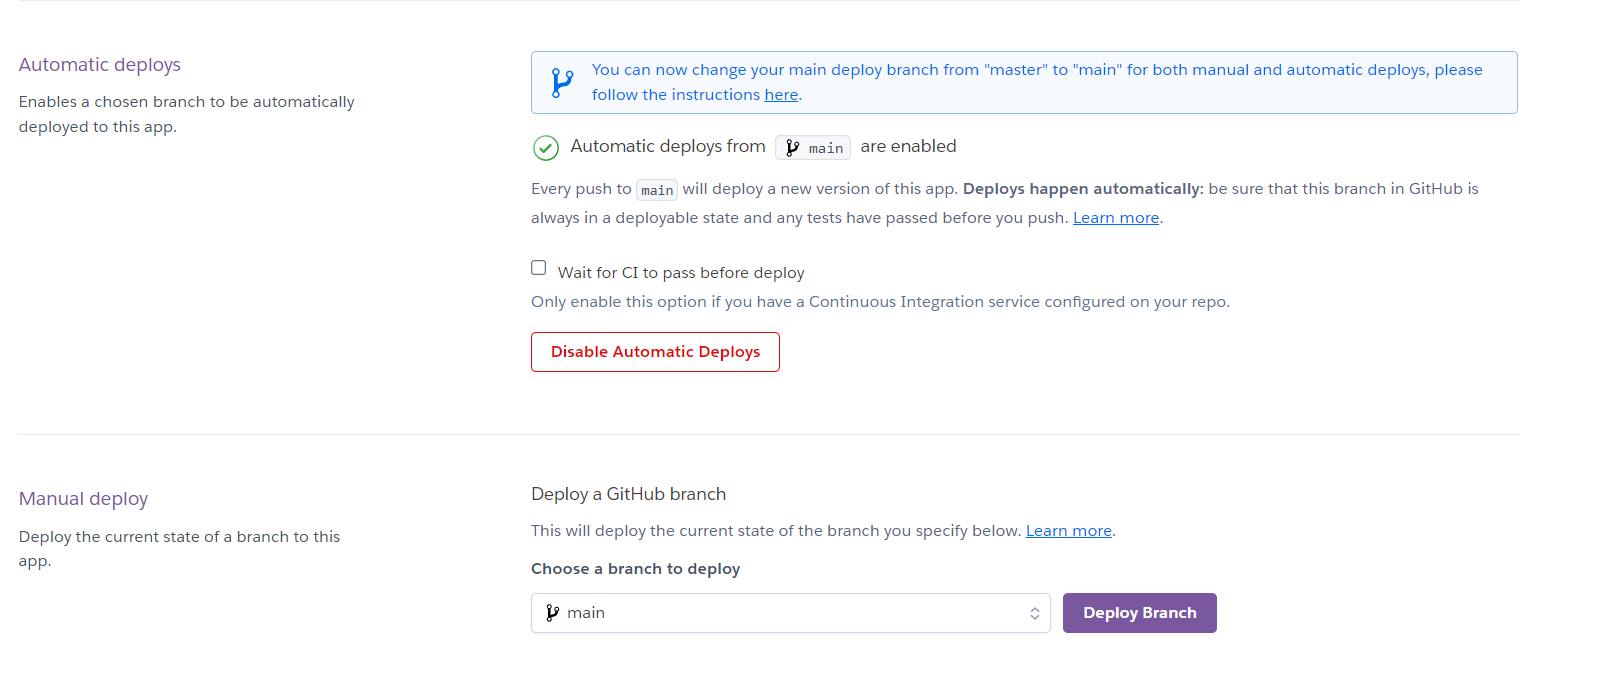 Automatic deploys
Enables a chosen branch to be automatically
deployed to this app.
You can now change your main deploy branch from "master" to "main" for both manual and automatic deploys, please
follow the instructions here.
Automatic deploys from main are enabled
Every push to main will deploy a new version of this app. Deploys happen automatically: be sure that this branch in GitHub is
always in a deployable state and any tests have passed before you push. Learn more.
Wait for CI to pass before deploy
Only enable this option if you have a Continuous Integration service configured on your repo.
Disable Automatic Deploys
Manual deploy
Deploy the current state of a branch to this
app.
Deploy a GitHub branch
This will deploy the current state of the branch you specify below. Learn more.
Choose a branch to deploy
main
Deploy Branch